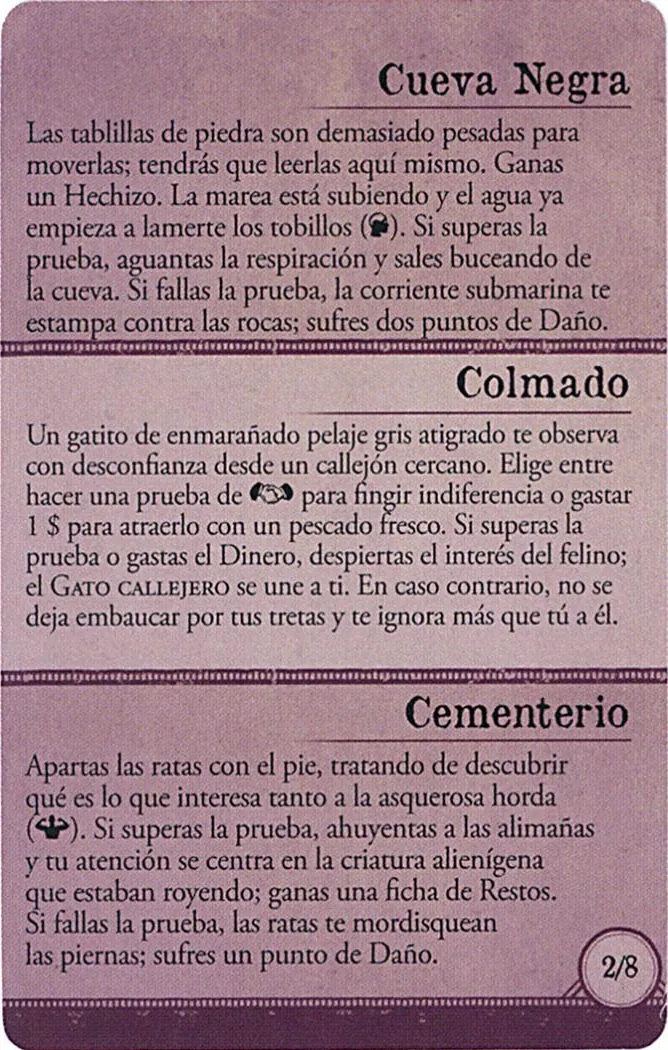 Cueva Negra
Las tablillas de piedra son demasiado pesadas para
moverlas; tendrás que leerlas aquí mismo. Ganas
un Hechizo. La marea está subiendo y el agua ya
empieza a lamerte los tobillos (). Si superas la
prueba, aguantas la respiración y sales buceando de
la cueva. Si fallas la prueba, la corriente submarina te
estampa contra las rocas; sufres dos puntos de Daño.
Colmado
Un gatito de enmarañado pelaje gris atigrado te observa
con desconfianza desde un callejón cercano. Elige entre
hacer una prueba de para fingir indiferencia o gastar
1 $ para atraerlo con un pescado fresco. Si superas la
prueba o gastas el Dinero, despiertas el interés del felino;
el GATO CALLEJERO se une a ti. En caso contrario, no se
deja embaucar por tus tretas y te ignora más que tú a él.
Cementerio
Apartas las ratas con el pie, tratando de descubrir
qué es lo que interesa tanto a la asquerosa horda
(). Si superas la prueba, ahuyentas a las alimañas
y tu atención se centra en la criatura alienígena
que estaban royendo; ganas una ficha de Restos.
Si fallas la prueba, las ratas te mordisquean
las piernas; sufres un punto de Daño.
2/8